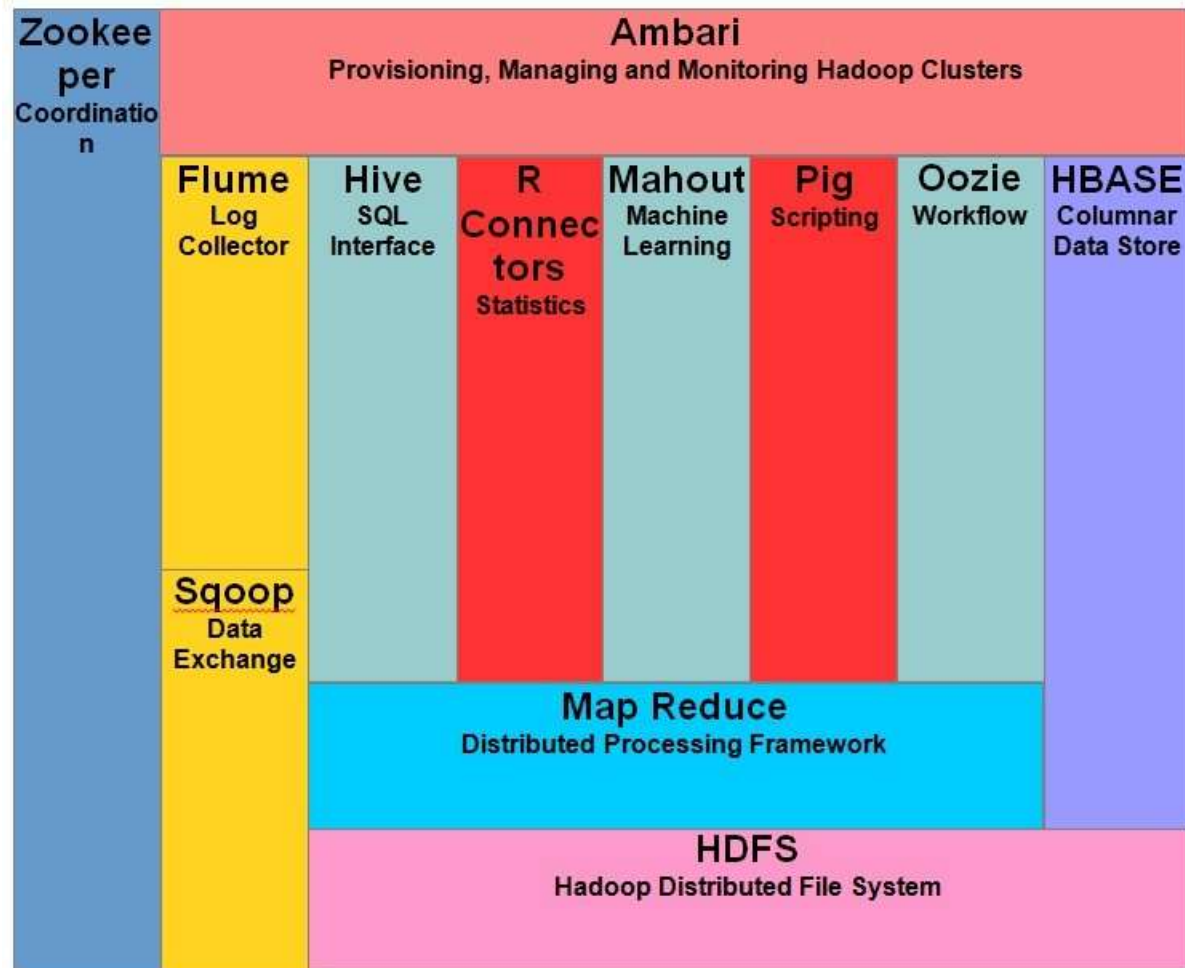 Zookee
per
Coordinatio
n
Ambari
Provisioning, Managing and Monitoring Hadoop Clusters
Flume
Log
Collector
Hive
SQL
Interface
R
Connec
tors
Statistics
Mahout
Machine
Learning
Pig
Scripting
Oozie
Workflow
HBASE
Columnar
Data Store
Sqoop
Data
Exchange
Map Reduce
Distributed Processing Framework
HDFS
Hadoop Distributed File System